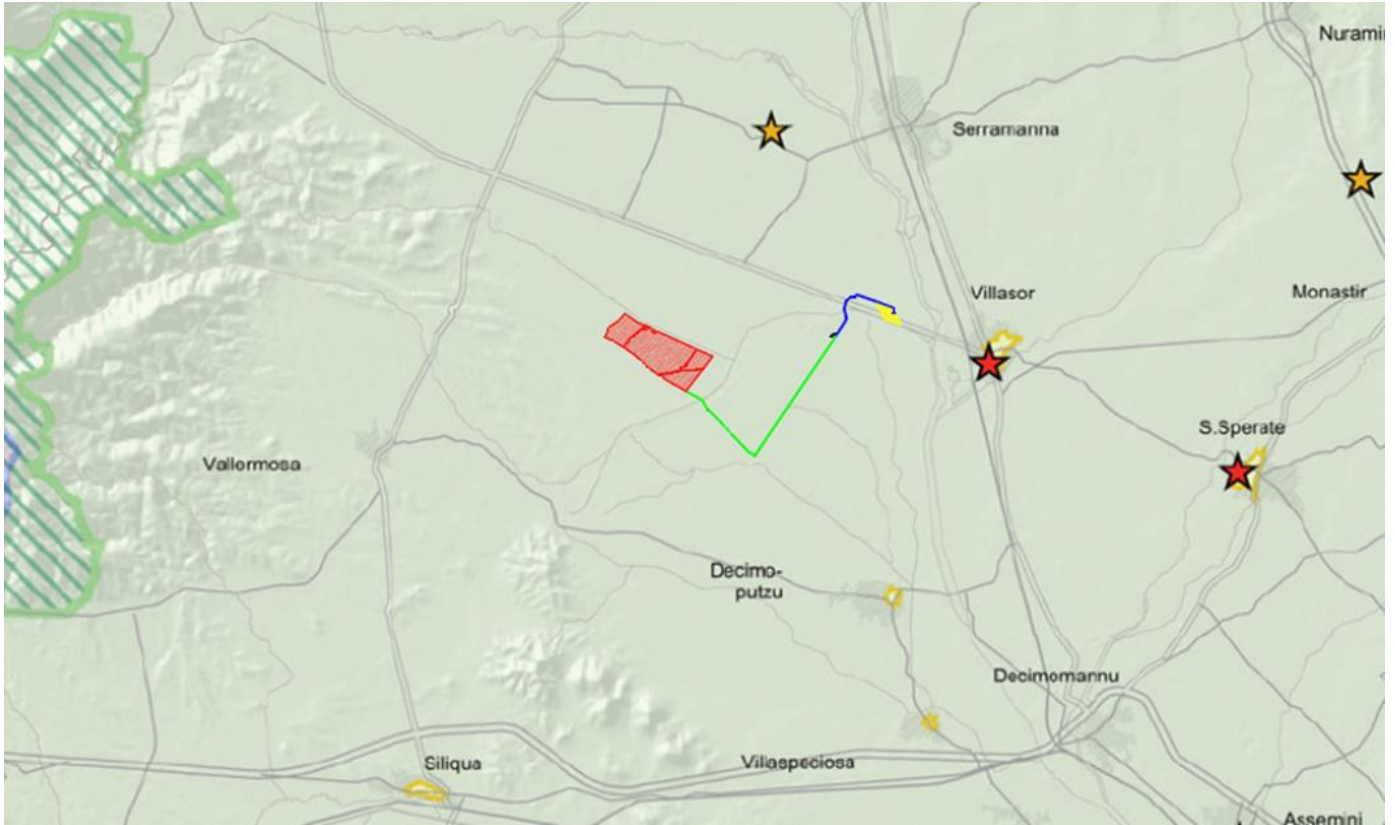 Nurami
Serramanna
Villasor
Monastir
S.Sperate
Vallermosa
Decimo-
putzu
Decimomannu
Siliqua
Villaspeciosa
Assemini